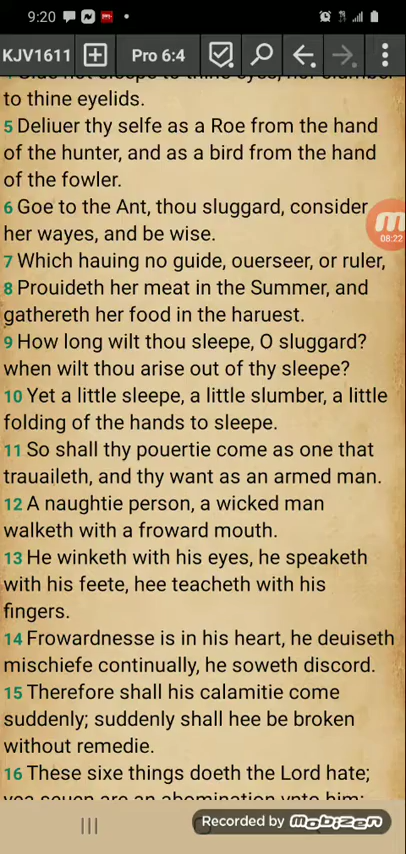 9:20
KJV1611 Pro 6:4
to thine eyelids.
5 Deliuer thy selfe as a Roe from the hand
of the hunter, and as a bird from the hand
of the fowler.
6 Goe to the Ant, thou sluggard, consider
her wayes, and be wise.
08:22
7 Which hauing no guide, ouerseer, or ruler,
8 Prouideth her meat in the Summer, and
gathereth her food in the haruest.
9 How long wilt thou sleepe, O sluggard?
when wilt thou arise out of thy sleepe?
10 Yet a little sleepe, a little slumber, a little
folding of the hands to sleepe.
11 So shall thy pouertie come as one that
trauaileth, and thy want as an armed man.
12 A naughtie person, a wicked man
walketh with a froward mouth.
13 He winketh with his eyes, he speaketh
with his feete, hee teacheth with his
fingers.
14 Frowardnesse is in his heart, he deuiseth
mischiefe continually, he soweth discord.
15 Therefore shall his calamitie come
suddenly; suddenly shall hee be broken
without remedie.
16 These sixe things doeth the Lord hate;
yea seuen are an abomination vnto him:
Recorded by mobizen